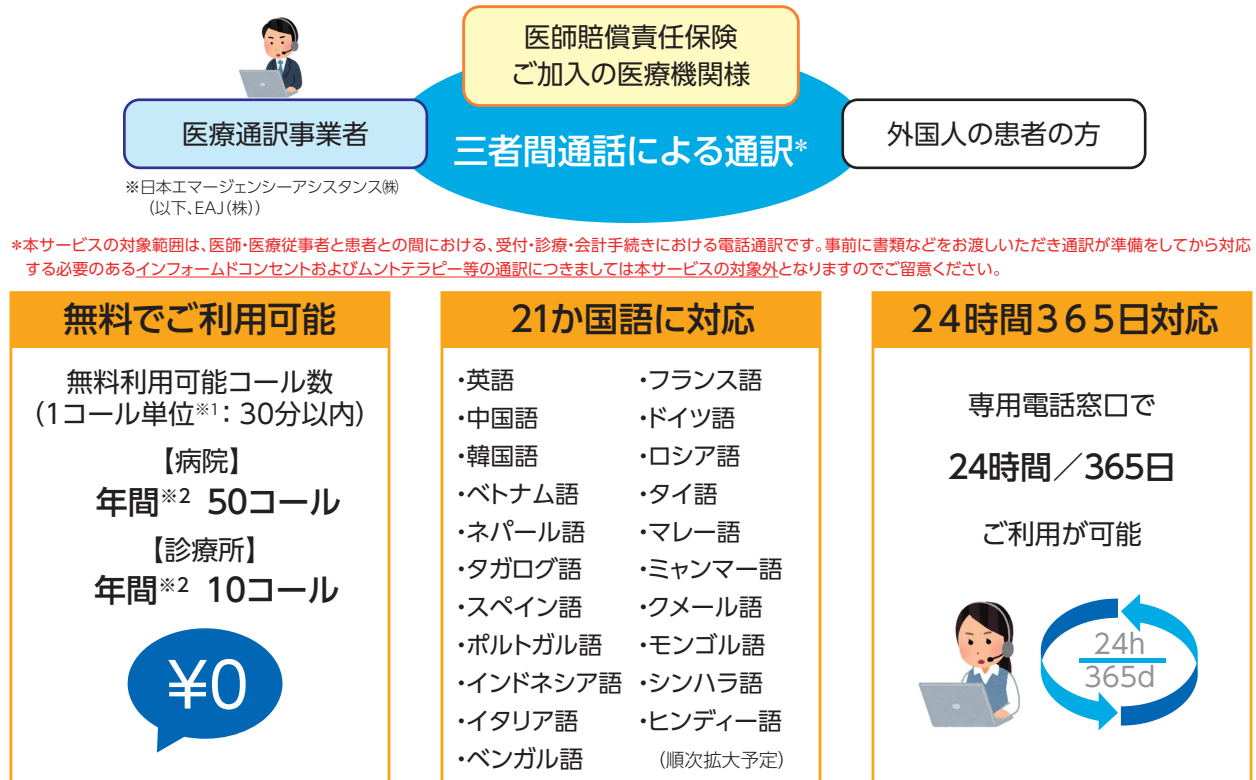 医師賠償責任保険
ご加入の医療機関様
医療通訳事業者
三者間通話による通訳*
外国人の患者の方
※日本エマージェンシーアシスタンス㈱
(以下、EAJ(株))
*本サービスの対象範囲は、医師・医療従事者と患者との間における、受付・診療・会計手続きにおける電話通訳です。事前に書類などをお渡しいただき通訳が準備をしてから対応
する必要のあるインフォームドコンセントおよびムントテラピー等の通訳につきましては本サービスの対象外となりますのでご留意ください。
無料でご利用可能
無料利用可能コール数
(1コール単位※1:30分以内)
【病院】
年間※2 50コール
【診療所】
年間※2 10コール
¥0
21か国語に対応
・英語
・中国語
・韓国語
・ベトナム語
・ネパール語
・タガログ語
・スペイン語
・ポルトガル語
・インドネシア語
・イタリア語
・ベンガル語
・フランス語
・ドイツ語
・ロシア語
・タイ語
・マレー語
・ミャンマー語
・クメール語
・モンゴル語
・シンハラ語
・ヒンディー語
(順次拡大予定)
24時間365日対応
専用電話窓口で
24時間/365日
ご利用が可能
24h
365d